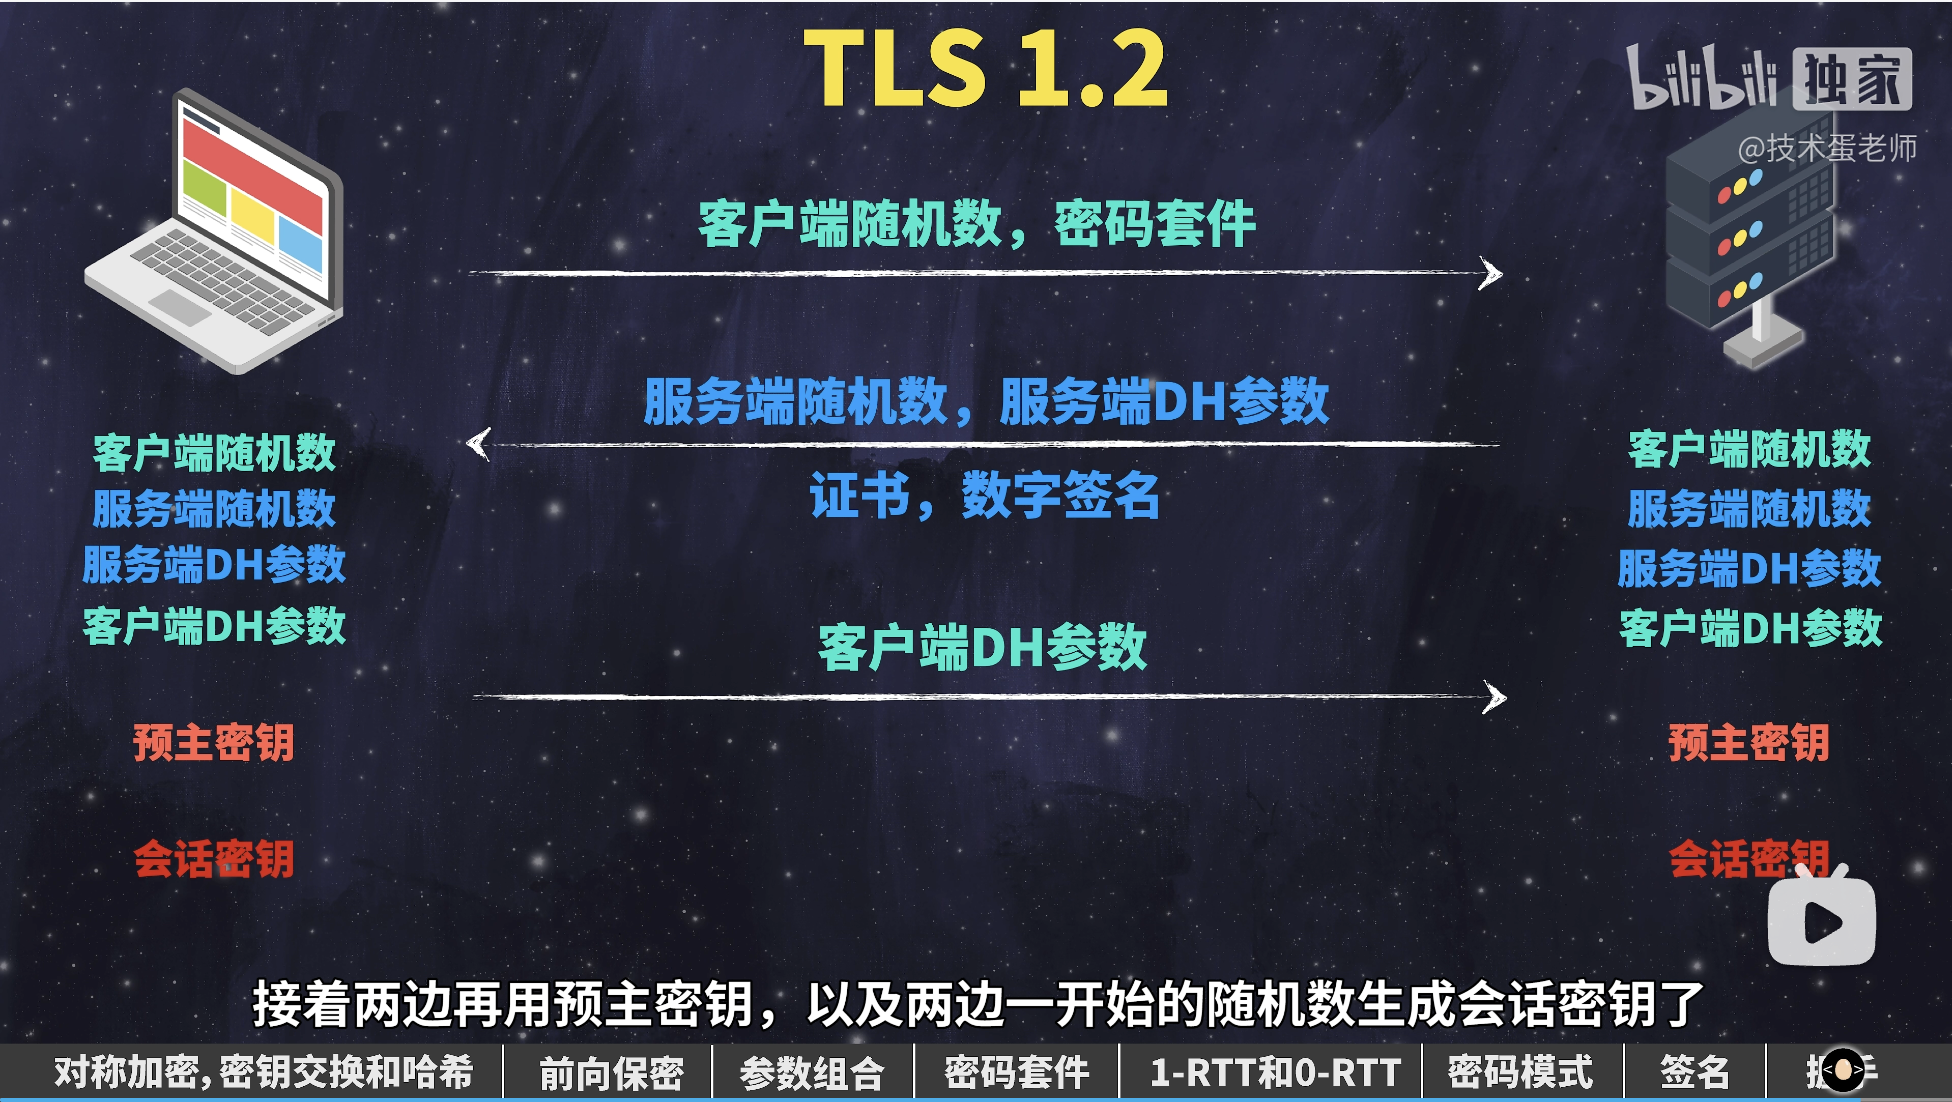 TLS 1.2
bilibili 独家
@技术蛋老师
客户端随机数，密码套件
服务端随机数，服务端DH参数
证书，数字签名
客户端DH参数
客户端随机数
服务端随机数
服务端DH参数
客户端DH参数
预主密钥
会话密钥
客户端随机数
服务端随机数
服务端DH参数
客户端DH参数
预主密钥
会话密钥
接着两边再用预主密钥，以及两边一开始的随机数生成会话密钥了
对称加密，密钥交换和哈希 前向保密 参数组合 密码套件 1-RTT和0-RTT 密码模式 签名